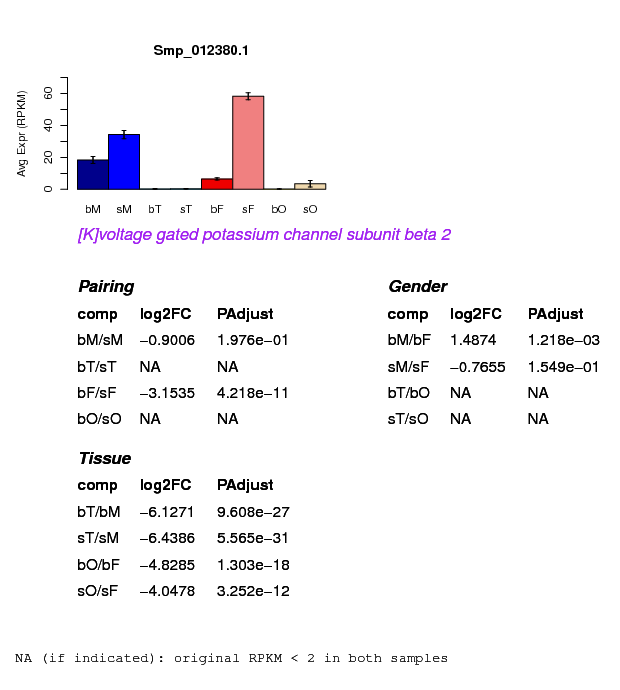 Smp_012380.1
Avg Expr (RPKM)
60
40
20
0
bM sM bT sT bF sF bO sO
[K]voltage gated potassium channel subunit beta 2
Pairing
comp log2FC PAdjust
bM/sM −0.9006 1.976e−01
bT/sT NA NA
bF/sF −3.1535 4.218e−11
bO/sO NA NA
Gender
comp log2FC PAdjust
bM/bF 1.4874 1.218e−03
sM/sF −0.7655 1.549e−01
bT/bO NA NA
sT/sO NA NA
Tissue
comp log2FC PAdjust
bT/bM −6.1271 9.608e−27
sT/sM −6.4386 5.565e−31
bO/bF −4.8285 1.303e−18
sO/sF −4.0478 3.252e−12
NA (if indicated): original RPKM < 2 in both samples